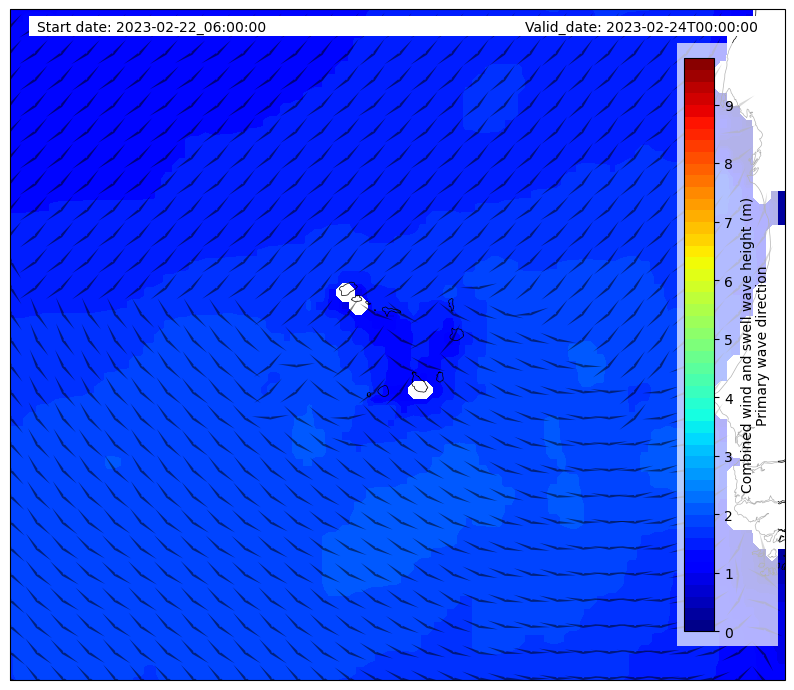 Start date: 2023-02-22_06:00:00
Valid_date: 2023-02-24T00:00:00
9
8
7
6
5
4
3
2
1
0
Combined wind and swell wave height (m)
Primary wave direction